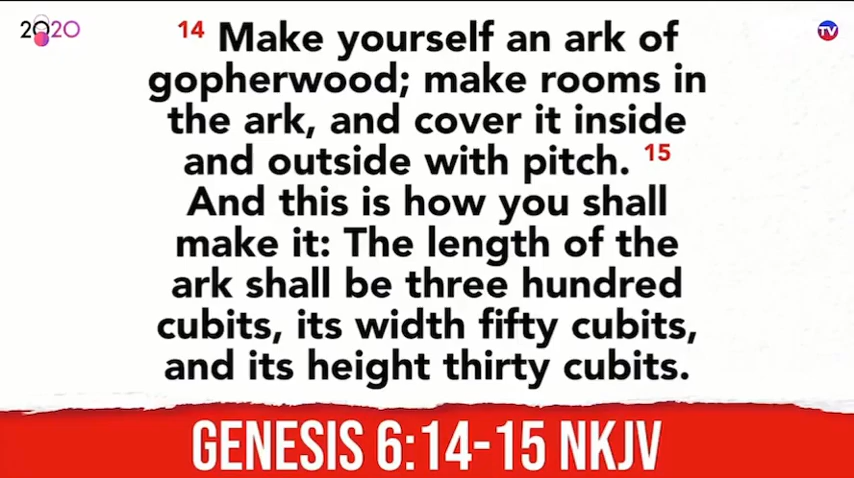 2020
TV
14 Make yourself an ark of
gopherwood; make rooms in
the ark, and cover it inside
and outside with pitch. 15
And this is how you shall
make it: The length of the
ark shall be three hundred
cubits, its width fifty cubits,
and its height thirty cubits.
GENESIS 6:14-15 NKJV